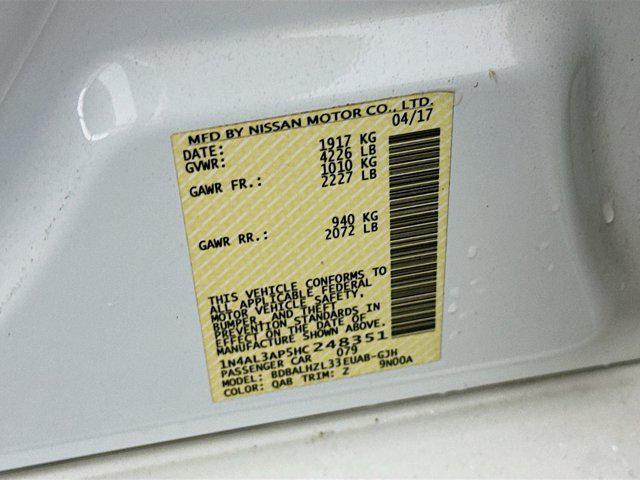 MFD BY NISSAN MOTOR CO., LTD.
DATE: 04/17
GVWR: 1917 KG
4226 LB
GAWR FR.: 1010 KG
2227 LB
GAWR RR.: 940 KG
2072 LB
THIS VEHICLE CONFORMS TO
ALL APPLICABLE FEDERAL
MOTOR VEHICLE SAFETY,
BUMPER, AND THEFT
PREVENTION STANDARDS IN
EFFECT ON THE DATE OF
MANUFACTURE SHOWN ABOVE.
1N4AL3AP5HC248351
PASSENGER CAR 079
MODEL: BDBALHZL33EUAB-GJH
COLOR: QAB TRIM: Z 9N00A